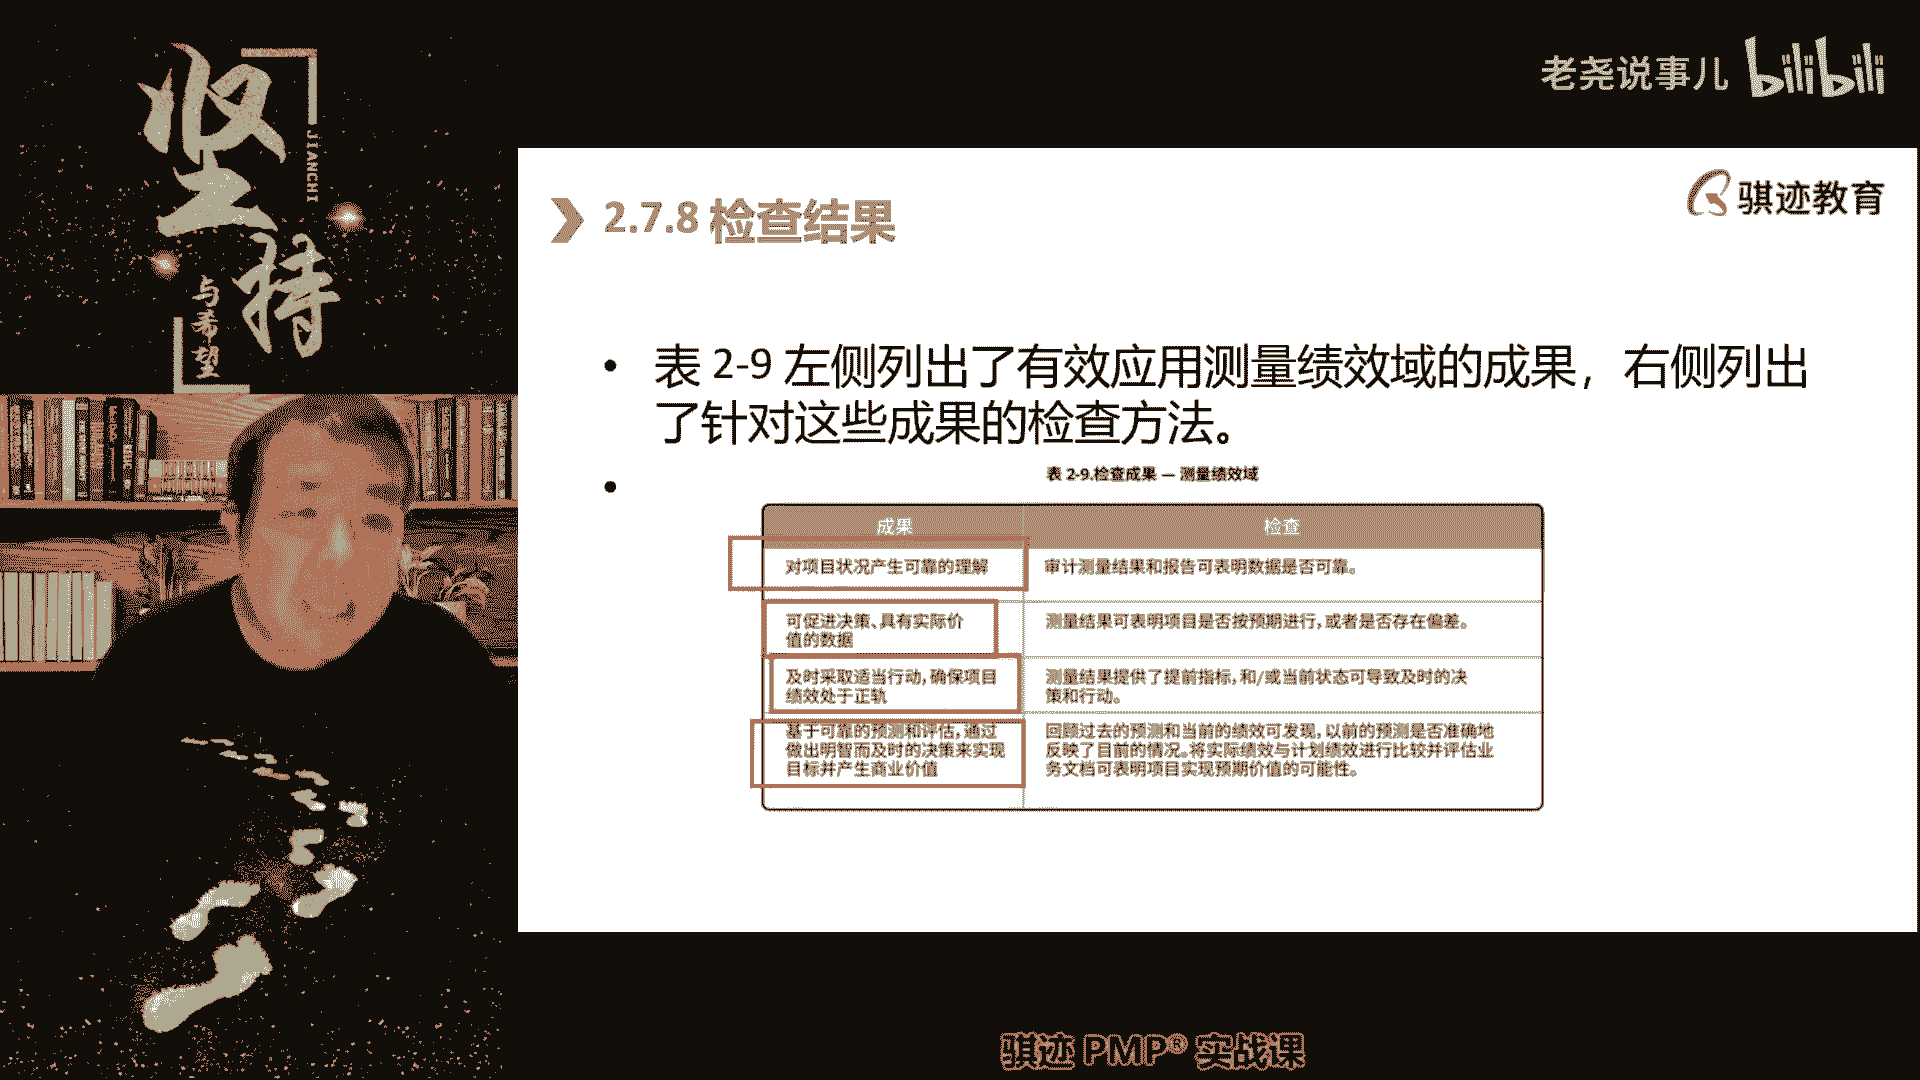 坚持
JIANCHI
与希望
老尧说事儿 bilibili
骐迹教育
2.7.8 检查结果
• 表 2-9 左侧列出了有效应用测量绩效域的成果，右侧列出
了针对这些成果的检查方法。
•
表 2-9.检查成果 — 测量绩效域
成果 检查
对项目状况产生可靠的理解 审计测量结果和报告可表明数据是否可靠。
可促进决策、具有实际价
值的数据
测量结果可表明项目是否按预期进行，或者是否存在偏差。
及时采取适当行动，确保项目
绩效处于正轨
测量结果提供了提前指标，和/或当前状态可导致及时的决
策和行动。
基于可靠的预测和评估，通过
做出明智而及时的决策来实现
目标并产生商业价值
回顾过去的预测和当前的绩效可发现，以前的预测是否准确地
反映了目前的情况。将实际绩效与计划绩效进行比较并评估业
务文档可表明项目实现预期价值的可能性。
骐迹 PMP® 实战课